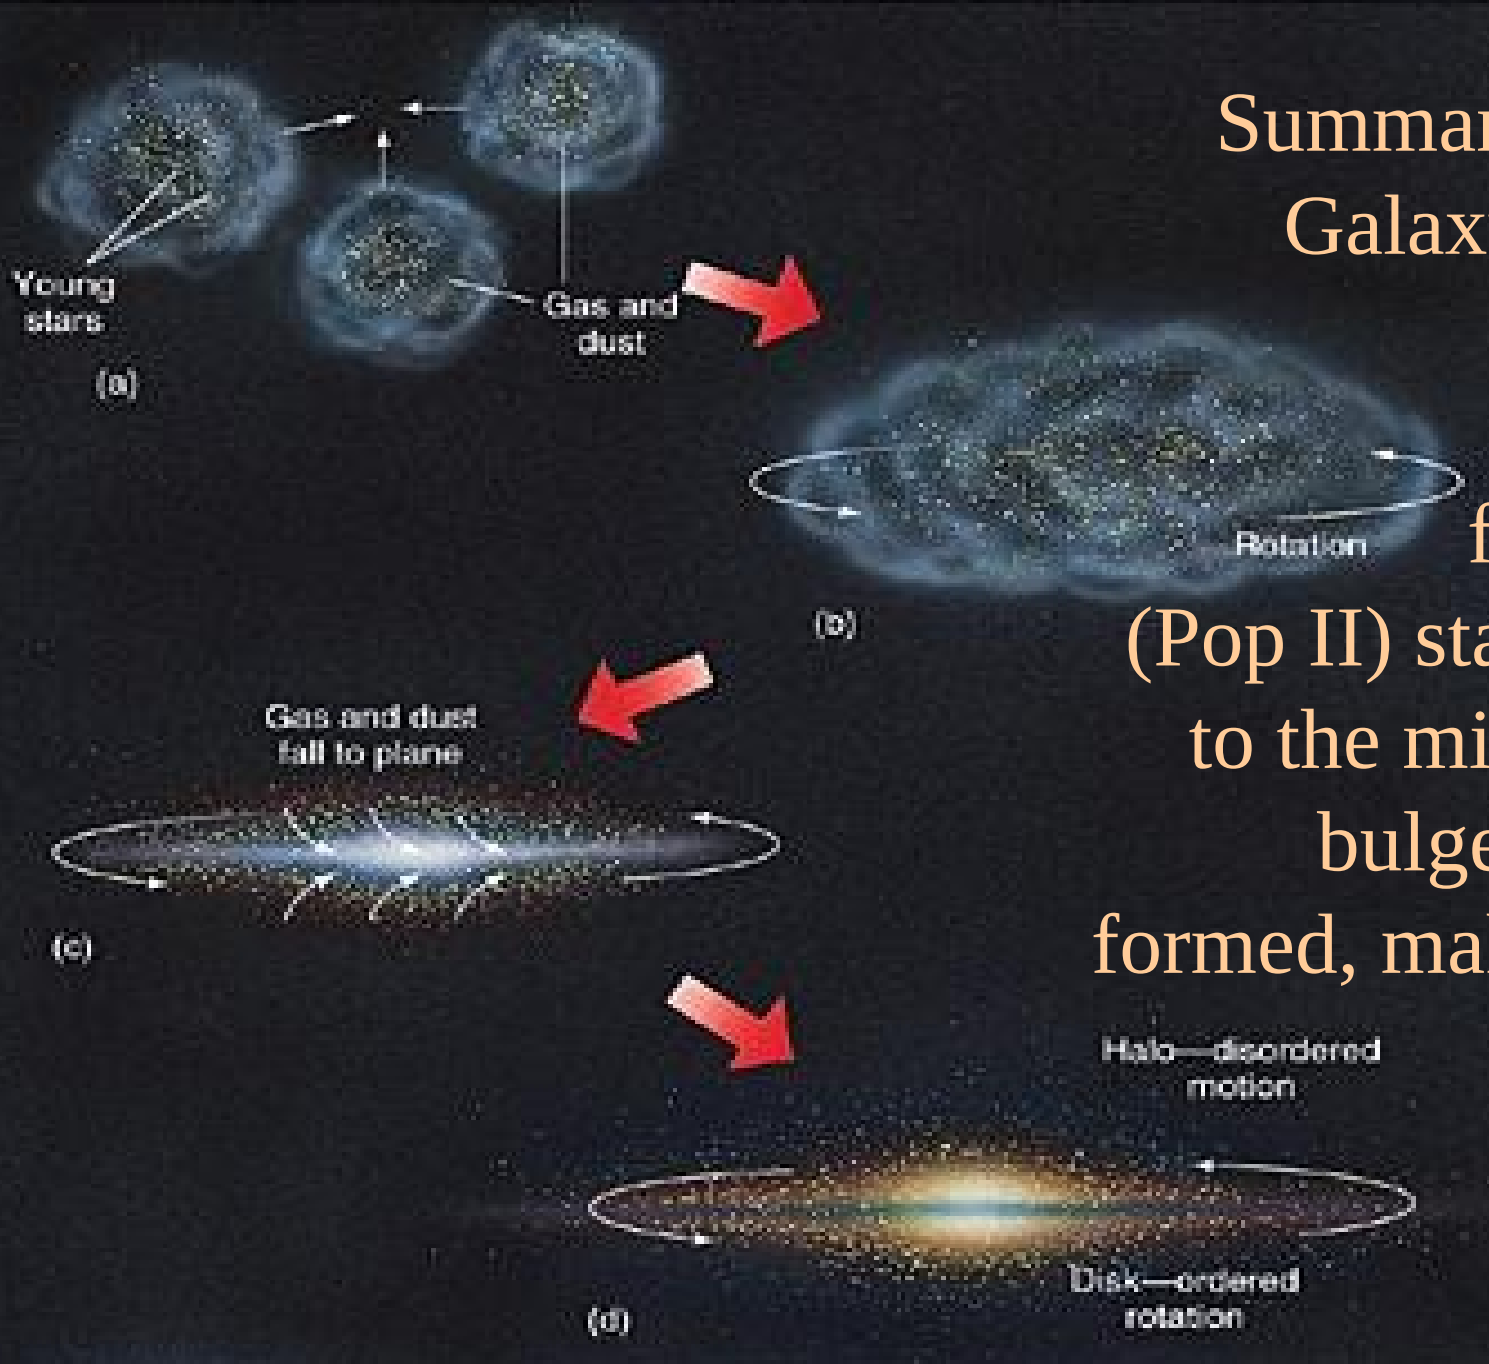 Summar
Galax
Young
stars
Gas and
dust
(a)
Rotation
f
(b)
(Pop II) sta
to the mi
bulge
formed, ma
Gas and dust
fall to plane
(c)
Halo—disordered
motion
Disk—ordered
rotation
(d)